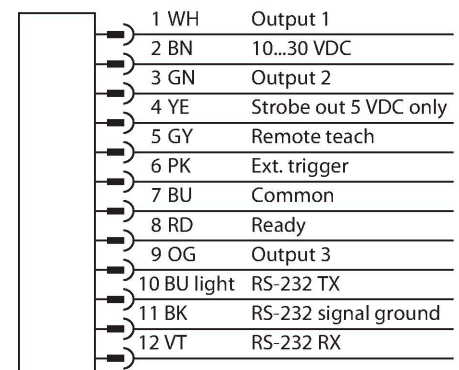 1 WH Output 1
2 BN 10...30 VDC
3 GN Output 2
4 YE Strobe out 5 VDC only
5 GY Remote teach
6 PK Ext. trigger
7 BU Common
8 RD Ready
9 OG Output 3
10 BU light RS-232 TX
11 BK RS-232 signal ground
12 VT RS-232 RX